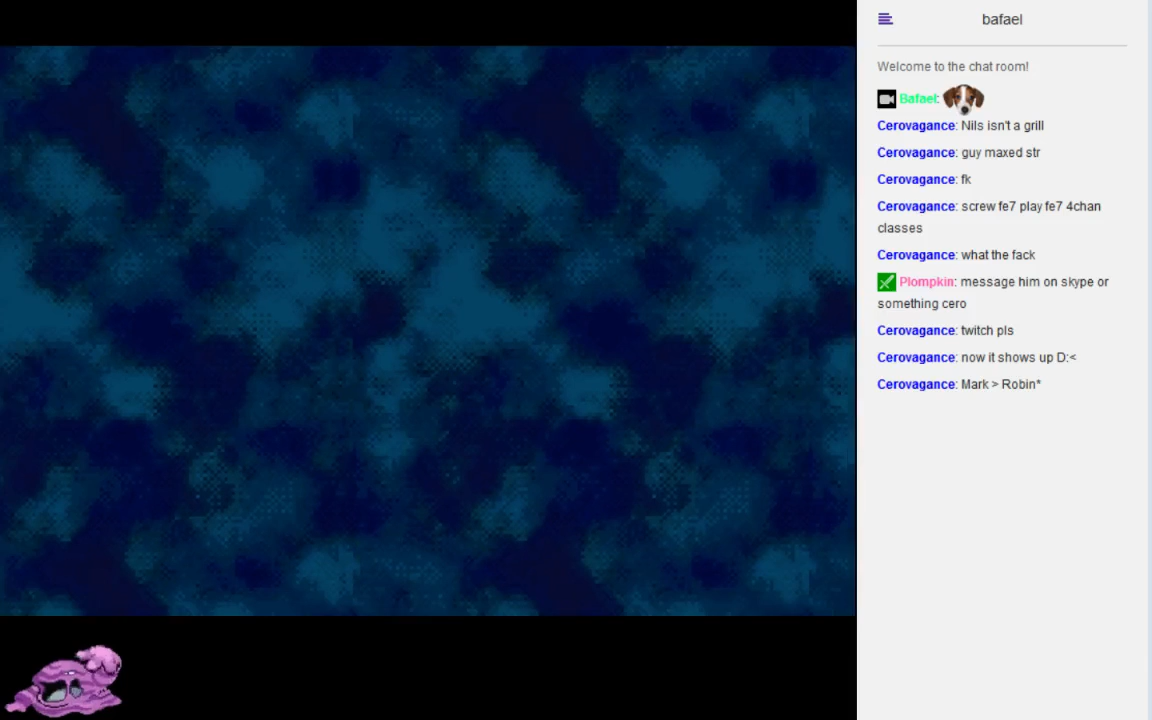 bafael
Welcome to the chat room!
Bafael:
Cerovagance: Nils isn't a grill
Cerovagance: guy maxed str
Cerovagance: fk
Cerovagance: screw fe7 play fe7 4chan
classes
Cerovagance: what the fack
Plompkin: message him on skype or
something cero
Cerovagance: twitch pls
Cerovagance: now it shows up D:<
Cerovagance: Mark > Robin*